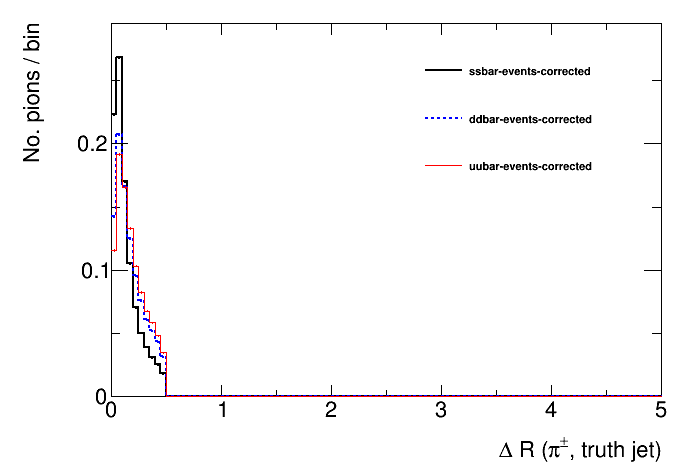 No. pions / bin
ssbar-events-corrected
ddbar-events-corrected
uubar-events-corrected
0.2
0.1
0
0 1 2 3 4 5
Δ R (π±, truth jet)